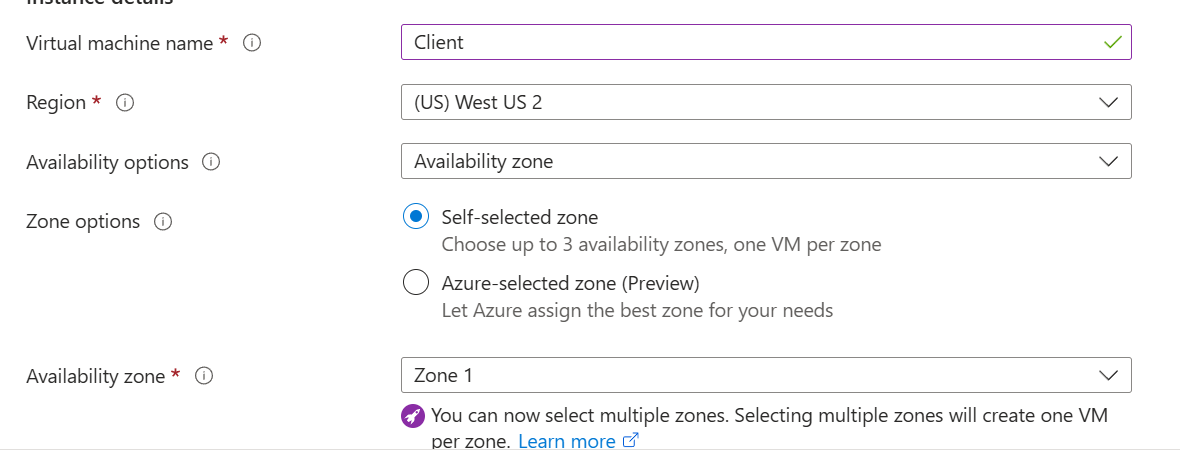 Instance details
Virtual machine name *
Client
Region *
(US) West US 2
Availability options
Availability zone
Zone options
Self-selected zone
Choose up to 3 availability zones, one VM per zone
Azure-selected zone (Preview)
Let Azure assign the best zone for your needs
Availability zone *
Zone 1
You can now select multiple zones. Selecting multiple zones will create one VM
per zone. Learn more